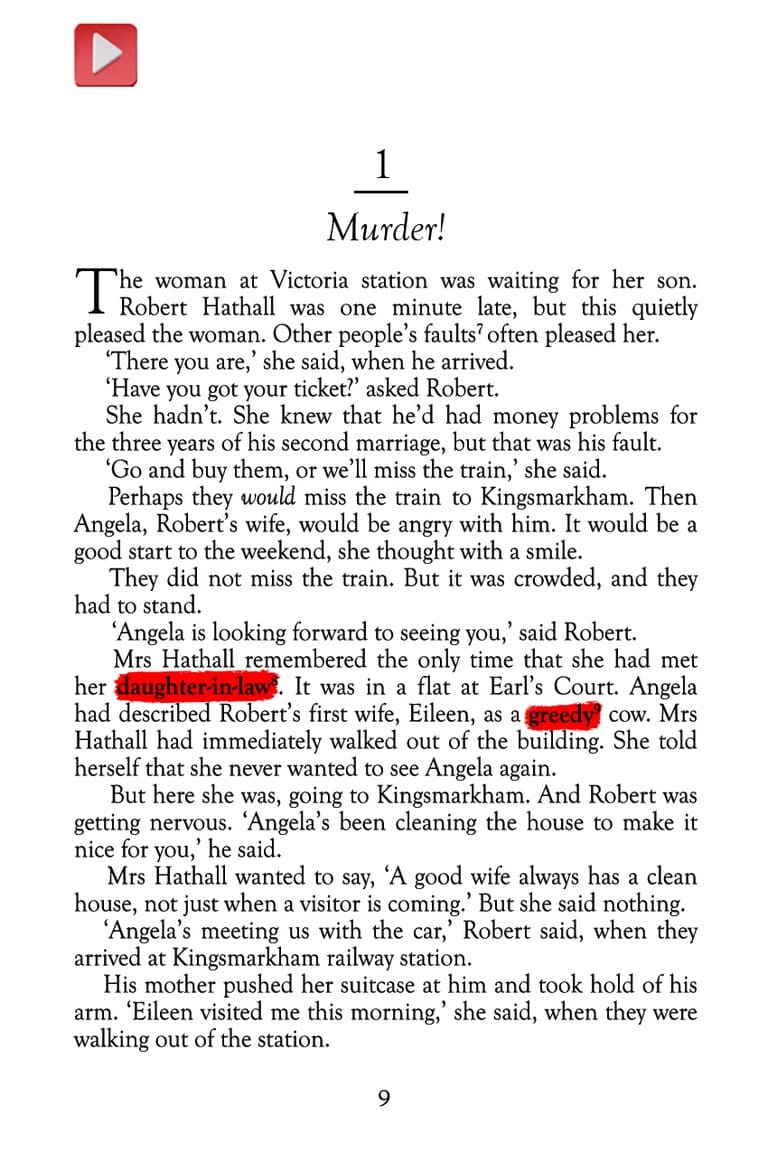 1
Murder!
The woman at Victoria station was waiting for her son.
Robert Hathall was one minute late, but this quietly
pleased the woman. Other people’s faults⁷ often pleased her.
‘There you are,’ she said, when he arrived.
‘Have you got your ticket?’ asked Robert.
She hadn’t. She knew that he’d had money problems for
the three years of his second marriage, but that was his fault.
‘Go and buy them, or we’ll miss the train,’ she said.
Perhaps they would miss the train to Kingsmarkham. Then
Angela, Robert’s wife, would be angry with him. It would be a
good start to the weekend, she thought with a smile.
They did not miss the train. But it was crowded, and they
had to stand.
‘Angela is looking forward to seeing you,’ said Robert.
Mrs Hathall remembered the only time that she had met
her daughter-in-law⁸. It was in a flat at Earl’s Court. Angela
had described Robert’s first wife, Eileen, as a greedy⁹ cow. Mrs
Hathall had immediately walked out of the building. She told
herself that she never wanted to see Angela again.
But here she was, going to Kingsmarkham. And Robert was
getting nervous. ‘Angela’s been cleaning the house to make it
nice for you,’ he said.
Mrs Hathall wanted to say, ‘A good wife always has a clean
house, not just when a visitor is coming.’ But she said nothing.
‘Angela’s meeting us with the car,’ Robert said, when they
arrived at Kingsmarkham railway station.
His mother pushed her suitcase at him and took hold of his
arm. ‘Eileen visited me this morning,’ she said, when they were
walking out of the station.
9